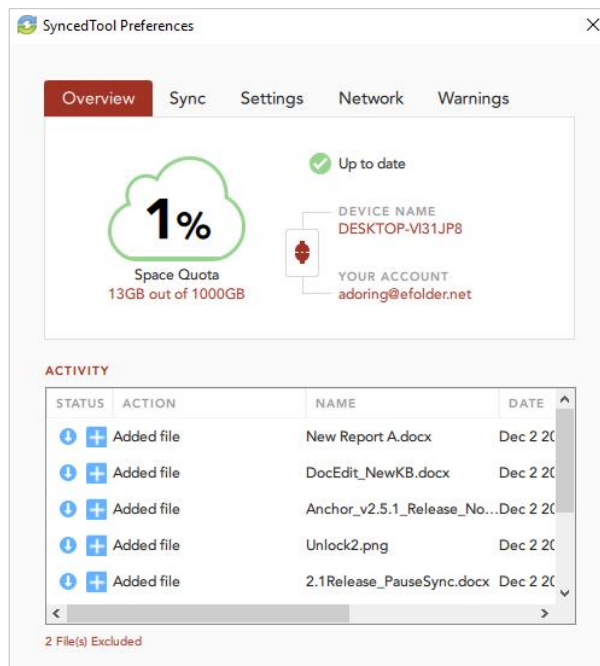 SyncedTool Preferences
Overview Sync Settings Network Warnings
1%
Space Quota
13GB out of 1000GB
Up to date
DEVICE NAME
DESKTOP-VI31JP8
YOUR ACCOUNT
adoring@efolder.net
ACTIVITY
STATUS ACTION NAME DATE
Added file New Report A.docx Dec 2 20
Added file DocEdit_NewKB.docx Dec 2 20
Added file Anchor_v2.5.1_Release_No...Dec 2 20
Added file Unlock2.png Dec 2 20
Added file 2.1Release_PauseSync.docx Dec 2 20
2 File(s) Excluded